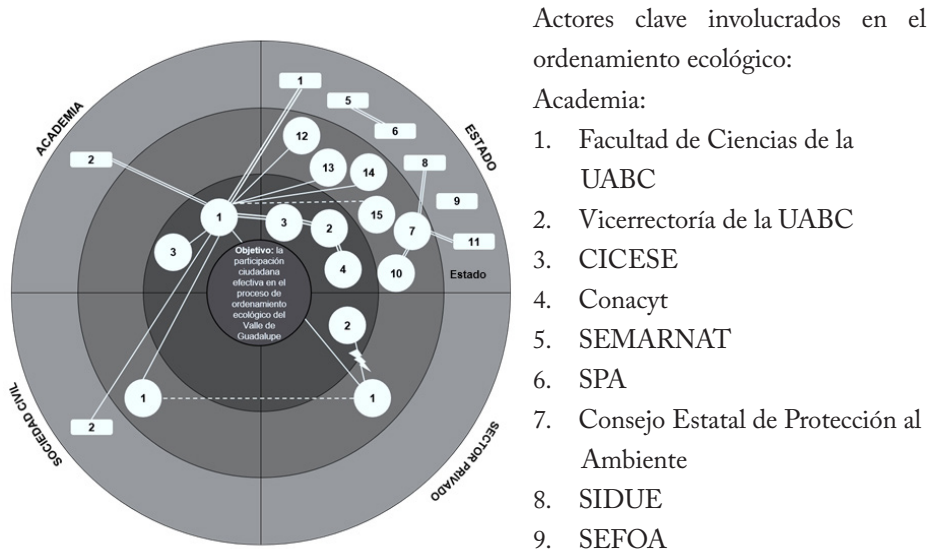 ACADEMIA
ESTADO
SOCIEDAD CIVIL
SECTOR PRIVADO
1
5
6
12
2
8
13
14
9
1
3
15
2
7
11
3
4
10
Estado
Objetivo: la
participación
ciudadana
efectiva en el
proceso de
ordenamiento
ecológico del
Valle de
Guadalupe
2
1
1
2
Actores clave involucrados en el
ordenamiento ecológico:
Academia:
1. Facultad de Ciencias de la
UABC
2. Vicerrectoría de la UABC
3. CICESE
4. Conacyt
5. SEMARNAT
6. SPA
7. Consejo Estatal de Protección al
Ambiente
8. SIDUE
9. SEFOA